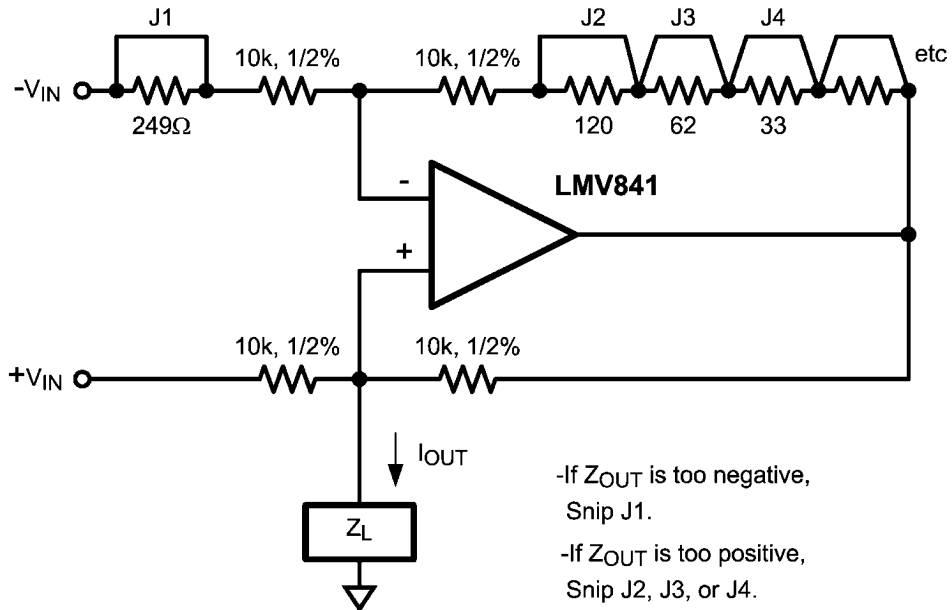 J1
J2
J3
J4
etc
-VIN
10k, 1/2%
10k, 1/2%
249Ω
120
62
33
LMV841
-
+
10k, 1/2%
10k, 1/2%
+VIN
IOUT
-If ZOUT is too negative,
Snip J1.
ZL
-If ZOUT is too positive,
Snip J2, J3, or J4.